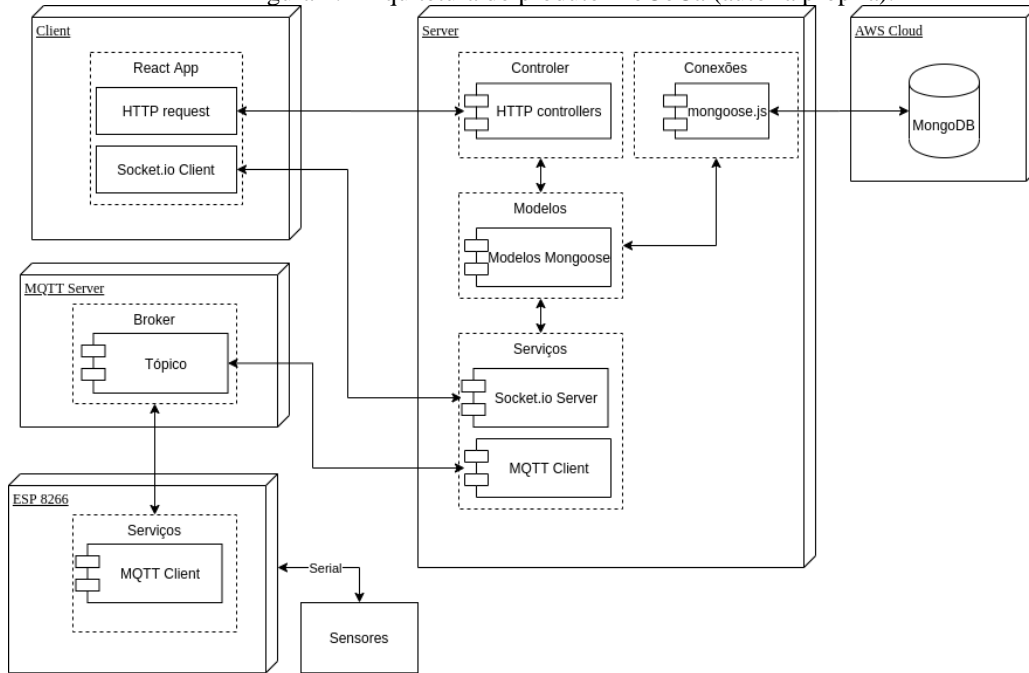 (autoria própria).
Client
React App
HTTP request
Socket.io Client
Server
Controler
HTTP controllers
Conexões
mongoose.js
AWS Cloud
MongoDB
Modelos
Modelos Mongoose
Serviços
Socket.io Server
MQTT Client
MQTT Server
Broker
Tópico
ESP 8266
Serviços
MQTT Client
Serial
Sensores